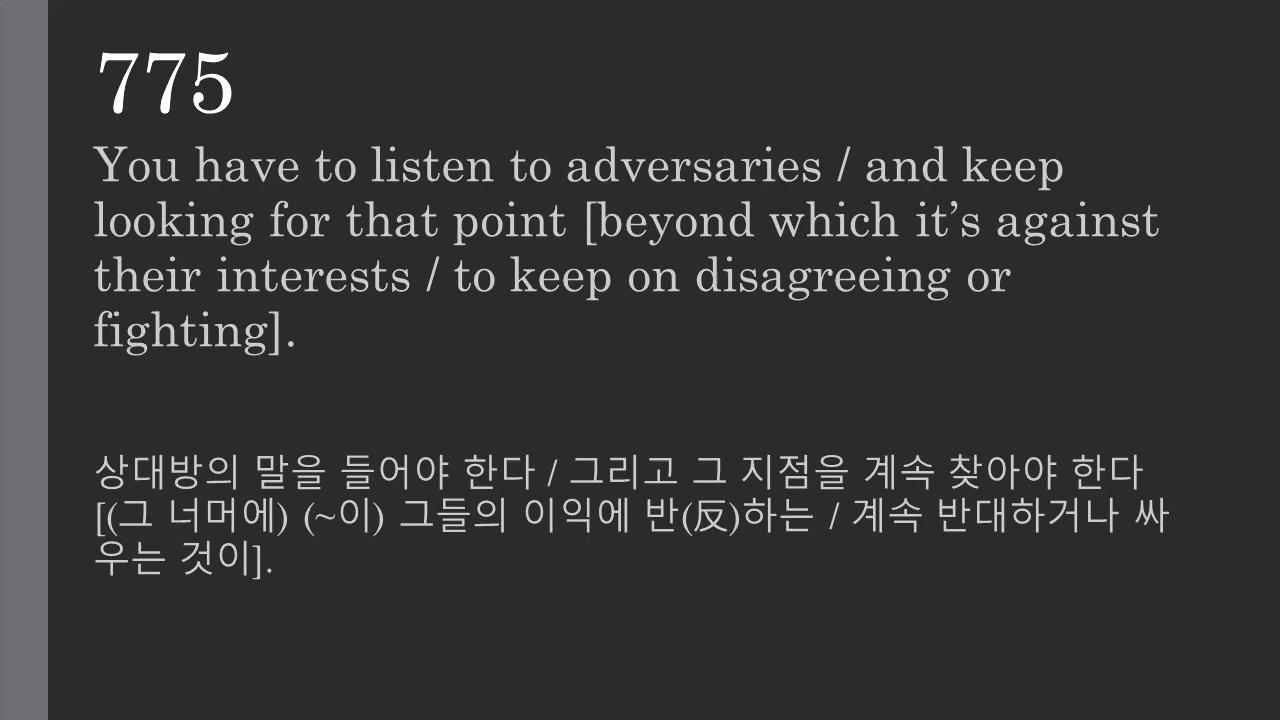 775
You have to listen to adversaries / and keep
looking for that point [beyond which it’s against
their interests / to keep on disagreeing or
fighting].
상대방의 말을 들어야 한다 / 그리고 그 지점을 계속 찾아야 한다
[(그 너머에) (~이) 그들의 이익에 반(反)하는 / 계속 반대하거나 싸
우는 것이].